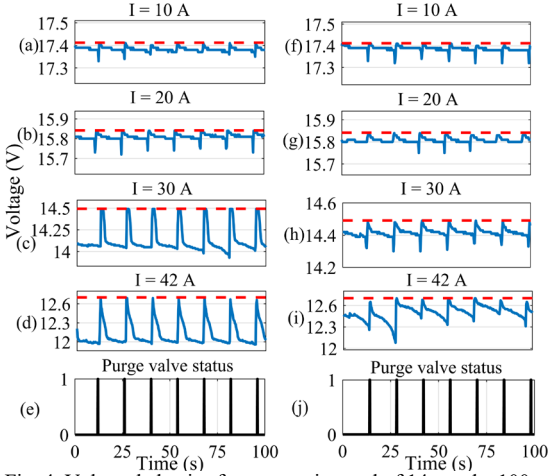 I = 10 A
17.5
(a) 17.4
17.3
I = 20 A
15.9
(b) 15.8
15.7
I = 30 A
14.5
14.25
(c)
14
I = 42 A
12.6
(d) 12.3
12
Voltage (V)
Purge valve status
1
(e)
0
0 25 50 75 100
Time (s)
I = 10 A
17.5
(f) 17.4
17.3
I = 20 A
15.9
(g) 15.8
15.7
I = 30 A
14.6
(h) 14.4
14.2
I = 42 A
12.6
(i) 12.3
12
Purge valve status
1
(j)
0
0 25 50 75 100
Time (s)